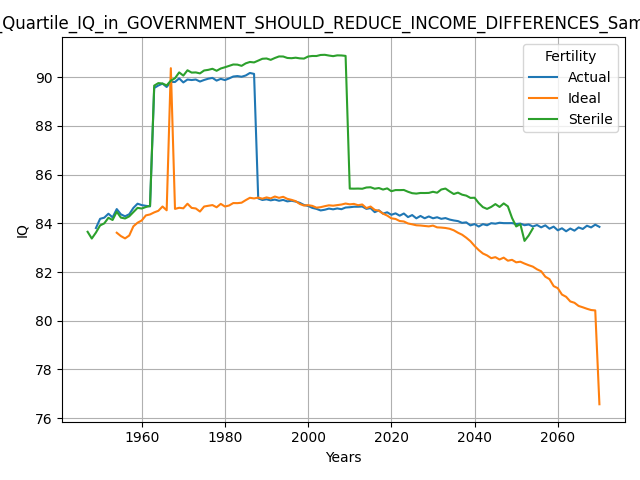 _Quartile_IQ_in_GOVERNMENT_SHOULD_REDUCE_INCOME_DIFFERENCES_Sam
Fertility
Actual
Ideal
Sterile
IQ
90
88
86
84
82
80
78
76
1960 1980 2000 2020 2040 2060
Years